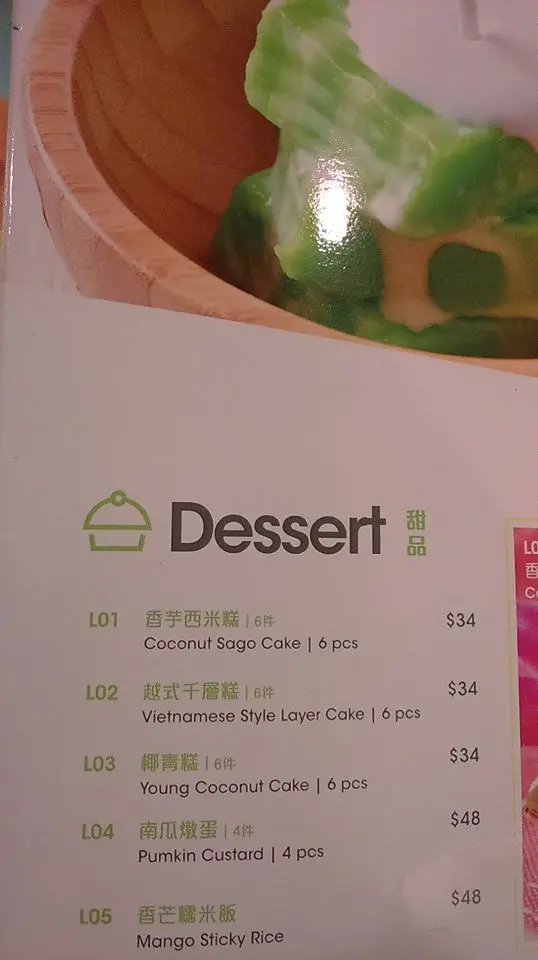 Dessert 甜品
L01 香芋西米糕 | 6件 $34
Coconut Sago Cake | 6 pcs
L02 越式千層糕 | 6件 $34
Vietnamese Style Layer Cake | 6 pcs
L03 椰青糕 | 6件 $34
Young Coconut Cake | 6 pcs
L04 南瓜燉蛋 | 4件 $48
Pumkin Custard | 4 pcs
L05 香芒糯米飯 $48
Mango Sticky Rice